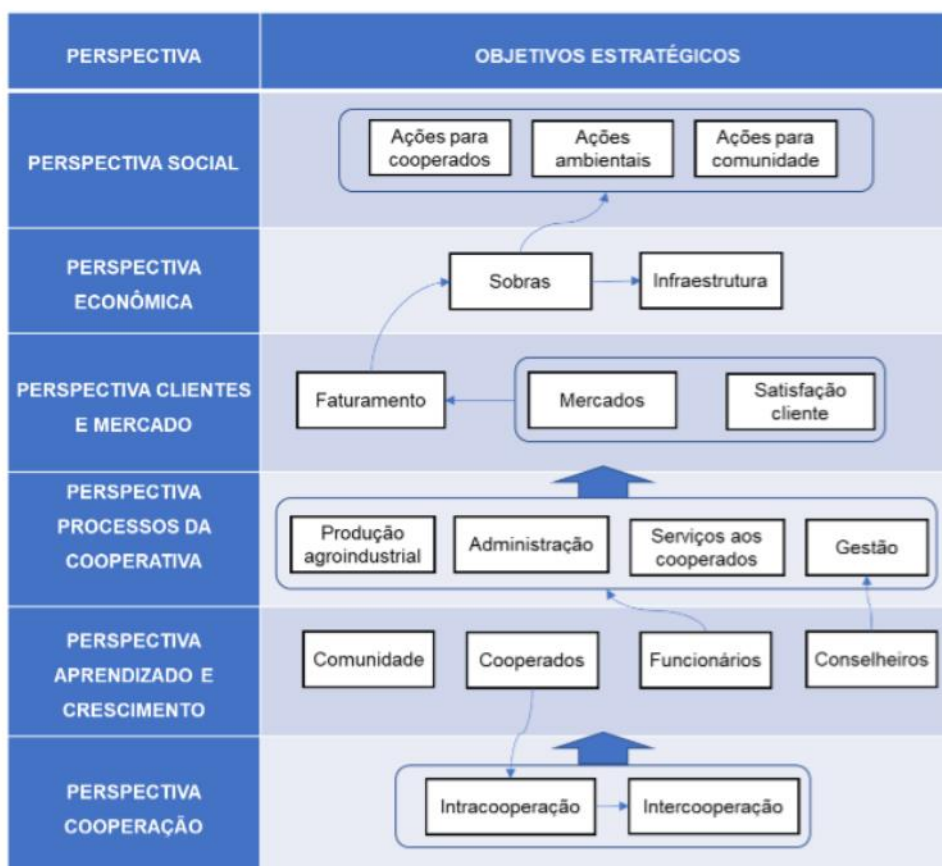 PERSPECTIVA
OBJETIVOS ESTRATÉGICOS
PERSPECTIVA SOCIAL
Ações para
cooperados
Ações
ambientais
Ações para
comunidade
PERSPECTIVA
ECONÔMICA
Sobras
Infraestrutura
PERSPECTIVA CLIENTES
E MERCADO
Faturamento
Mercados
Satisfação
cliente
PERSPECTIVA
PROCESSOS DA
COOPERATIVA
Produção
agroindustrial
Administração
Serviços aos
cooperados
Gestão
PERSPECTIVA
APRENDIZADO E
CRESCIMENTO
Comunidade
Cooperados
Funcionários
Conselheiros
PERSPECTIVA
COOPERAÇÃO
Intracooperação
Intercooperação